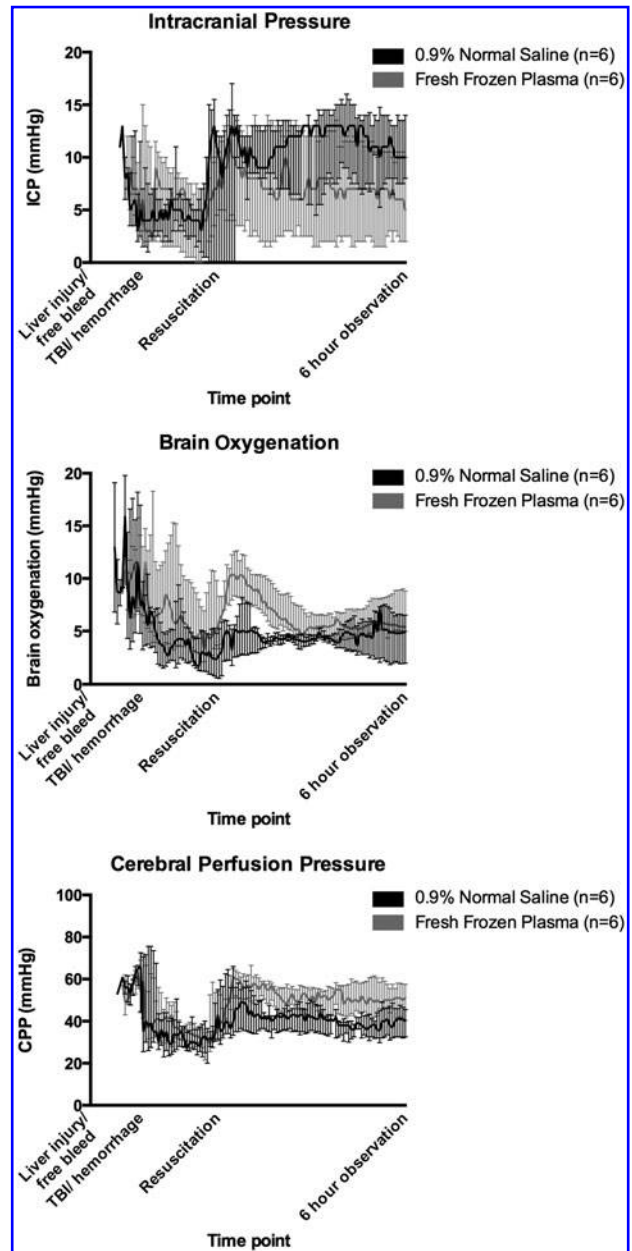 Intracranial Pressure
20
15
10
5
0
ICP (mmHg)
0.9% Normal Saline (n=6)
Fresh Frozen Plasma (n=6)
Liver injury/
free bleed
TBI/ hemorrhage
Resuscitation
6 hour observation
Time point
Brain Oxygenation
20
15
10
5
0
Brain oxygenation (mmHg)
0.9% Normal Saline (n=6)
Fresh Frozen Plasma (n=6)
Liver injury/
free bleed
TBI/ hemorrhage
Resuscitation
6 hour observation
Time point
Cerebral Perfusion Pressure
100
80
60
40
20
0
CPP (mmHg)
0.9% Normal Saline (n=6)
Fresh Frozen Plasma (n=6)
Liver injury/
free bleed
TBI/ hemorrhage
Resuscitation
6 hour observation
Time point